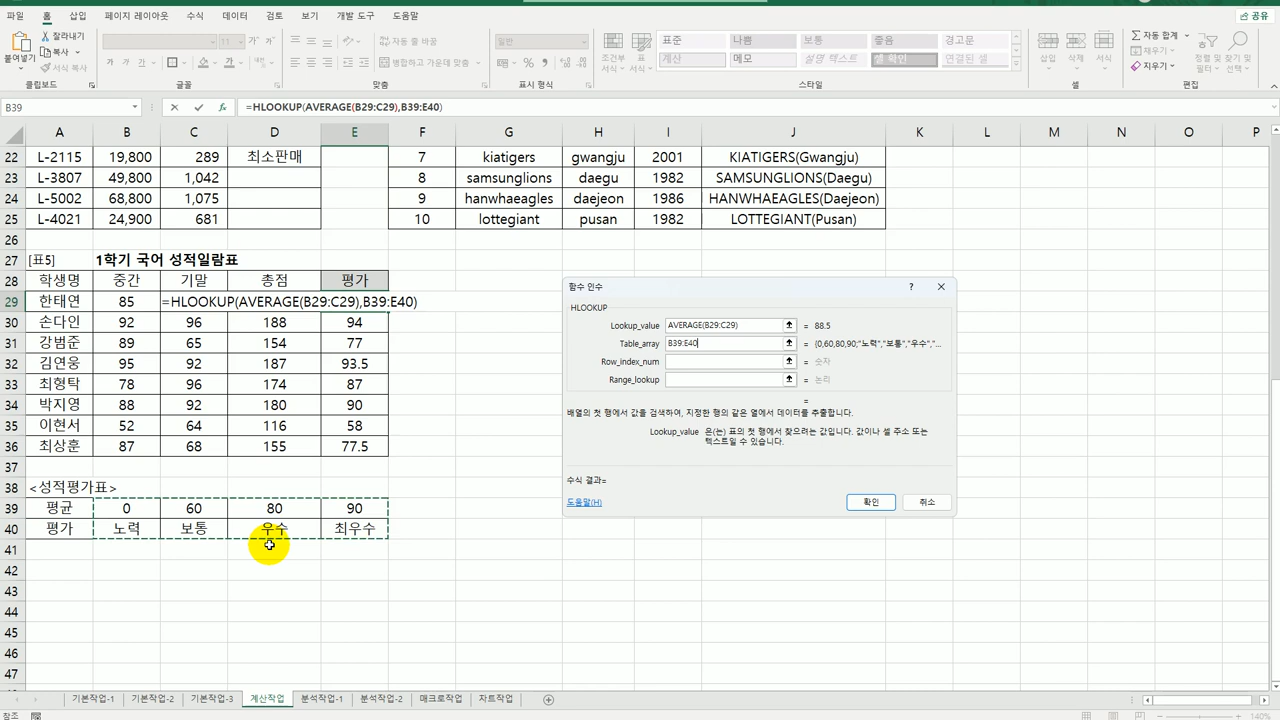 파일 홈 삽입 페이지 레이아웃 수식 데이터 검토 보기 개발 도구 도움말 공유
붙여넣기 잘라내기 복사 서식 복사 클립보드
11 가 가 자동 줄 바꿈 병합하고 가운데 맞춤 글꼴 맞춤
일반 표시 형식
조건부 서식 표 서식 표준 나쁨 보통 좋음 경고문
계산 메모 설명 텍스트 셀 확인 연결된 셀 스타일
삽입 삭제 서식 셀
자동 합계 채우기 지우기 정렬 및 필터 찾기 및 선택 편집
B39 fx =HLOOKUP(AVERAGE(B29:C29),B39:E40)
A B C D E F G H I J K L M N O P
22 L-2115 19,800 289 최소판매 7 kiatigers gwangju 2001 KIATIGERS(Gwangju)
23 L-3807 49,800 1,042 8 samsunglions daegu 1982 SAMSUNGLIONS(Daegu)
24 L-5002 68,800 1,075 9 hanwhaeagles daejeon 1986 HANWHAEAGLES(Daejeon)
25 L-4021 24,900 681 10 lottegiant pusan 1982 LOTTEGIANT(Pusan)
26
27 [표5] 1학기 국어 성적일람표
28 학생명 중간 기말 총점 평가
29 한태연 85 =HLOOKUP(AVERAGE(B29:C29),B39:E40)
30 손다인 92 96 188 94
31 강범준 89 65 154 77
32 김연웅 95 92 187 93.5
33 최형탁 78 96 174 87
34 박지영 88 92 180 90
35 이현서 52 64 116 58
36 최상훈 87 68 155 77.5
37
38 <성적평가표>
39 평균 0 60 80 90
40 평가 노력 보통 우수 최우수
41
42
43
44
45
46
47
함수 인수 ?
HLOOKUP
Lookup_value AVERAGE(B29:C29) = 88.5
Table_array B39:E40 = {0,60,80,90;"노력","보통","우수","...
Row_index_num = 숫자
Range_lookup = 논리
=
배열의 첫 행에서 값을 검색하여, 지정한 행의 같은 열에서 데이터를 추출합니다.
Lookup_value 은(는) 표의 첫 행에서 찾으려는 값입니다. 값이나 셀 주소 또는
텍스트일 수 있습니다.
수식 결과=
도움말(H) 확인 취소
기본작업-1 기본작업-2 기본작업-3 계산작업 분석작업-1 분석작업-2 매크로작업 차트작업
참조 140%